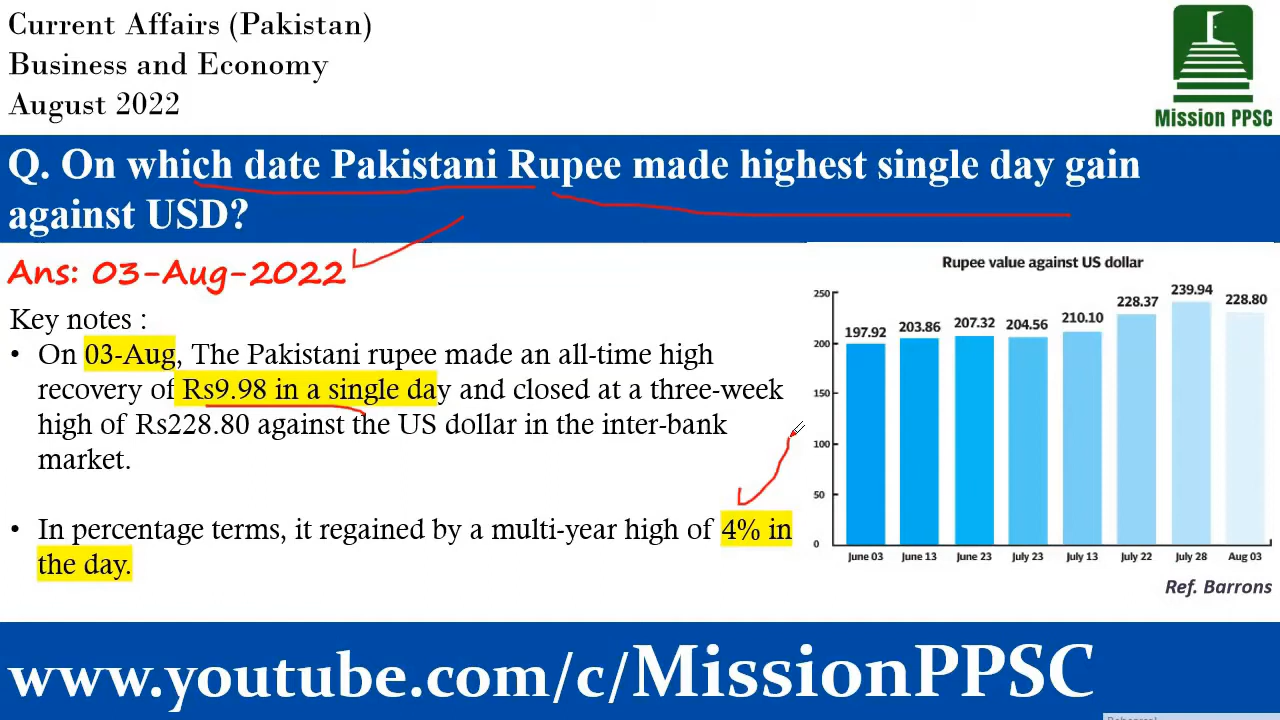 Current Affairs (Pakistan)
Business and Economy
August 2022
Mission PPSC
Q. On which date Pakistani Rupee made highest single day gain
against USD?
Ans: 03-Aug-2022
Key notes :
• On 03-Aug, The Pakistani rupee made an all-time high
recovery of Rs9.98 in a single day and closed at a three-week
high of Rs228.80 against the US dollar in the inter-bank
market.
• In percentage terms, it regained by a multi-year high of 4% in
the day.
Rupee value against US dollar
250
200
150
100
50
0
197.92 203.86 207.32 204.56 210.10 228.37 239.94 228.80
June 03 June 13 June 23 July 23 July 13 July 22 July 28 Aug 03
Ref. Barrons
www.youtube.com/c/MissionPPSC